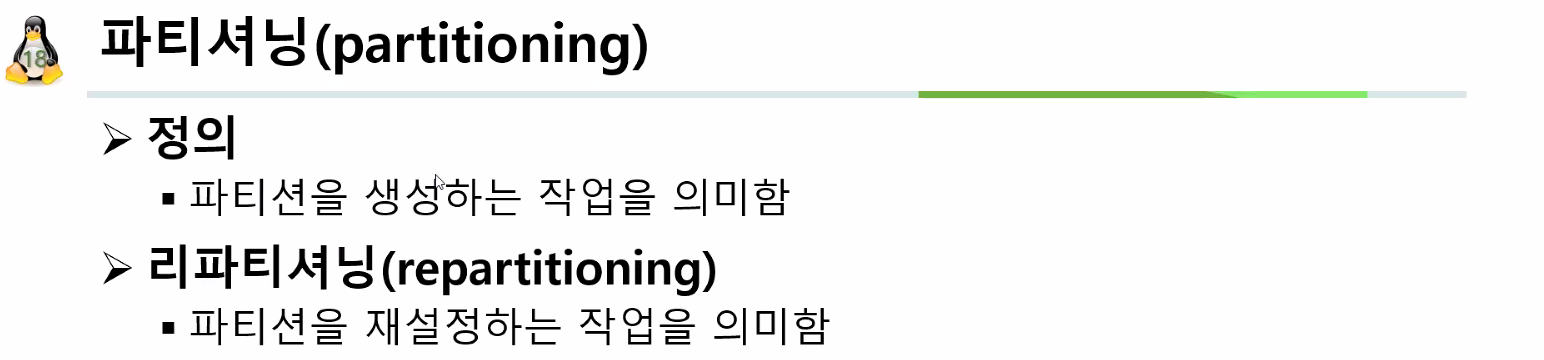 18
파티셔닝(partitioning)
➢ 정의
▪ 파티션을 생성하는 작업을 의미함
➢ 리파티셔닝(repartitioning)
▪ 파티션을 재설정하는 작업을 의미함